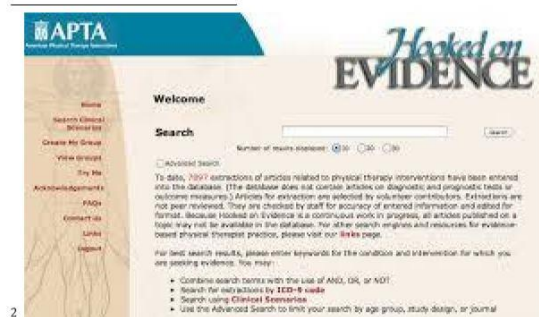 APTA
American Physical Therapy Association
Hooked on
EVIDENCE
Home
Search Clinical
Scenarios
Create My Group
View Groups
Try Me
Acknowledgements
FAQs
Contact Us
Links
Logout
Welcome
Search
Search
Number of results displayed: 10 20 50
Advanced Search
To date, 7097 extractions of articles related to physical therapy interventions have been entered
into the database. (The database does not contain articles on diagnostic and prognostic tests or
outcome measures.) Articles for extraction are selected by volunteer contributors. Extractions are
not peer reviewed. They are checked by staff for accuracy of entered information and edited for
format. Because Hooked on Evidence is a continuous work in progress, all articles published on a
topic may not be available in the database. For other search engines and resources for evidence-
based physical therapist practice, please visit our links page.
For best search results, please enter keywords for the condition and intervention for which you
are seeking evidence. You may:
• Combine search terms with the use of AND, OR, or NOT
• Search for extractions by ICD-9 code
• Search using Clinical Scenarios
• Use the Advanced Search to limit your search by age group, study design, or journal
2